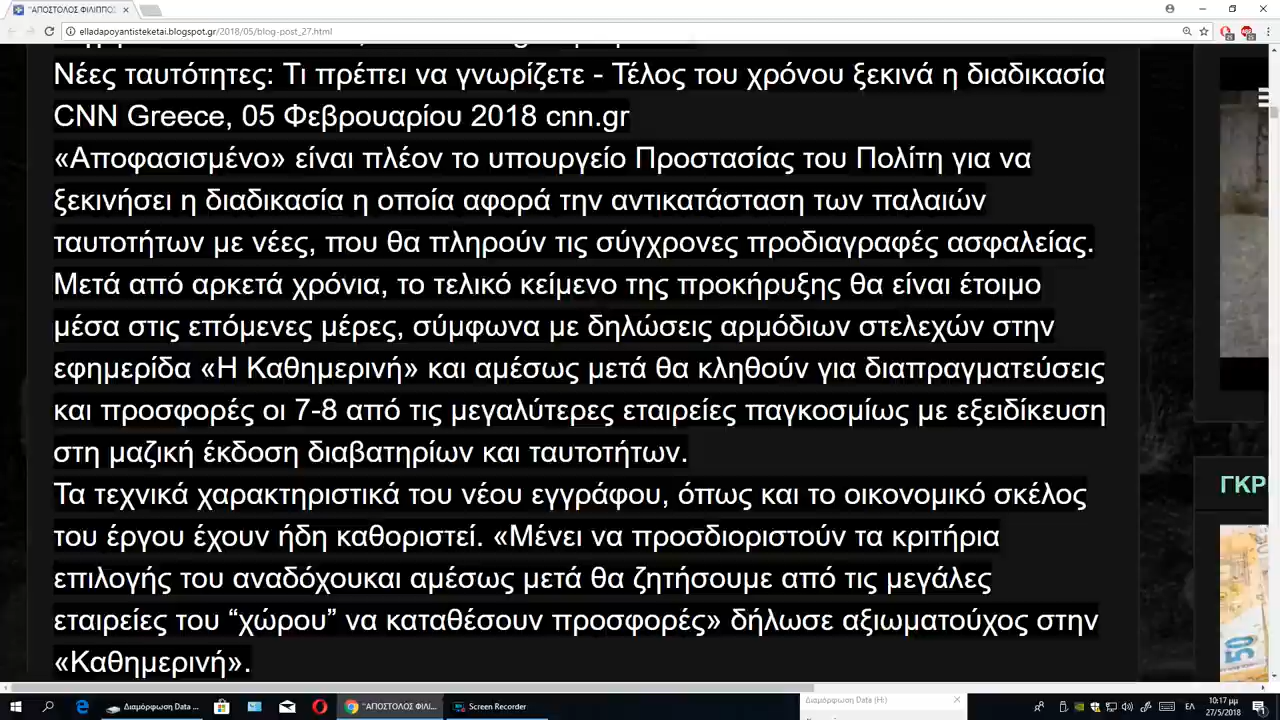 "ΑΠΟΣΤΟΛΟΣ ΦΙΛΙΠΠΟΣ
elladapoyantisteketai.blogspot.gr/2018/05/blog-post_27.html
Νέες ταυτότητες: Τι πρέπει να γνωρίζετε - Τέλος του χρόνου ξεκινά η διαδικασία
CNN Greece, 05 Φεβρουαρίου 2018 cnn.gr
«Αποφασισμένο» είναι πλέον το υπουργείο Προστασίας του Πολίτη για να
ξεκινήσει η διαδικασία η οποία αφορά την αντικατάσταση των παλαιών
ταυτοτήτων με νέες, που θα πληρούν τις σύγχρονες προδιαγραφές ασφαλείας.
Μετά από αρκετά χρόνια, το τελικό κείμενο της προκήρυξης θα είναι έτοιμο
μέσα στις επόμενες μέρες, σύμφωνα με δηλώσεις αρμόδιων στελεχών στην
εφημερίδα «Η Καθημερινή» και αμέσως μετά θα κληθούν για διαπραγματεύσεις
και προσφορές οι 7-8 από τις μεγαλύτερες εταιρείες παγκοσμίως με εξειδίκευση
στη μαζική έκδοση διαβατηρίων και ταυτοτήτων.
Τα τεχνικά χαρακτηριστικά του νέου εγγράφου, όπως και το οικονομικό σκέλος
του έργου έχουν ήδη καθοριστεί. «Μένει να προσδιοριστούν τα κριτήρια
επιλογής του αναδόχουκαι αμέσως μετά θα ζητήσουμε από τις μεγάλες
εταιρείες του “χώρου” να καταθέσουν προσφορές» δήλωσε αξιωματούχος στην
«Καθημερινή».
ΓΚΡ
50
Διαμόρφωση Data (H:)
Διαμόρφωση Data ...
"ΑΠΟΣΤΟΛΟΣ ΦΙΛΙ...
Screen Recorder
ΕΛ
10:17 μμ
27/5/2018